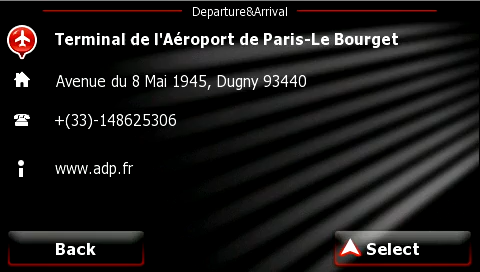 Departure&Arrival
Terminal de l'Aéroport de Paris-Le Bourget
Avenue du 8 Mai 1945, Dugny 93440
+(33)-148625306
www.adp.fr
Back
Select